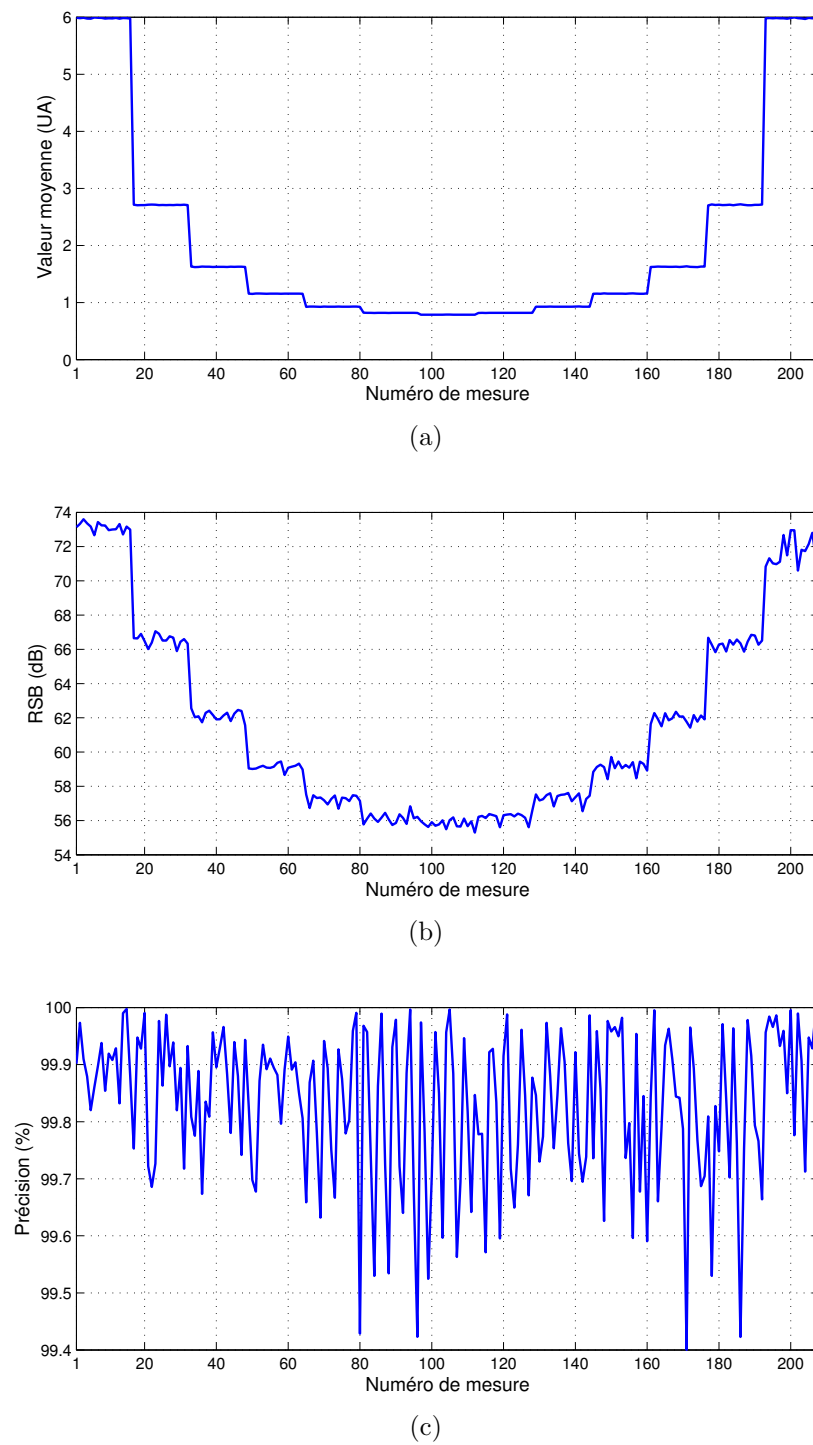 6
5
4
3
2
1
0
Valeur moyenne (UA)
1 20 40 60 80 100 120 140 160 180 200
Numéro de mesure
(a)
74
72
70
68
66
64
62
60
58
56
54
RSB (dB)
1 20 40 60 80 100 120 140 160 180 200
Numéro de mesure
(b)
100
99.9
99.8
99.7
99.6
99.5
99.4
Précision (%)
1 20 40 60 80 100 120 140 160 180 200
Numéro de mesure
(c)